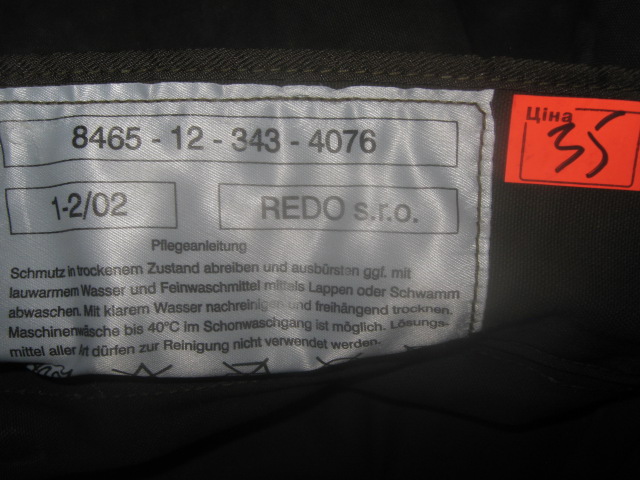 8465 - 12 - 343 - 4076
Ціна
35
1-2/02
REDO s.r.o.
Pflegeanleitung
Schmutz in trockenem Zustand abreiben und ausbürsten ggf. mit
lauwarmem Wasser und Feinwaschmittel mittels Lappen oder Schwamm
abwaschen. Mit klarem Wasser nachreinigen und freihängend trocknen.
Maschinenwäsche bis 40°C im Schonwaschgang ist möglich. Lösungs-
mittel aller Art dürfen zur Reinigung nicht verwendet werden.